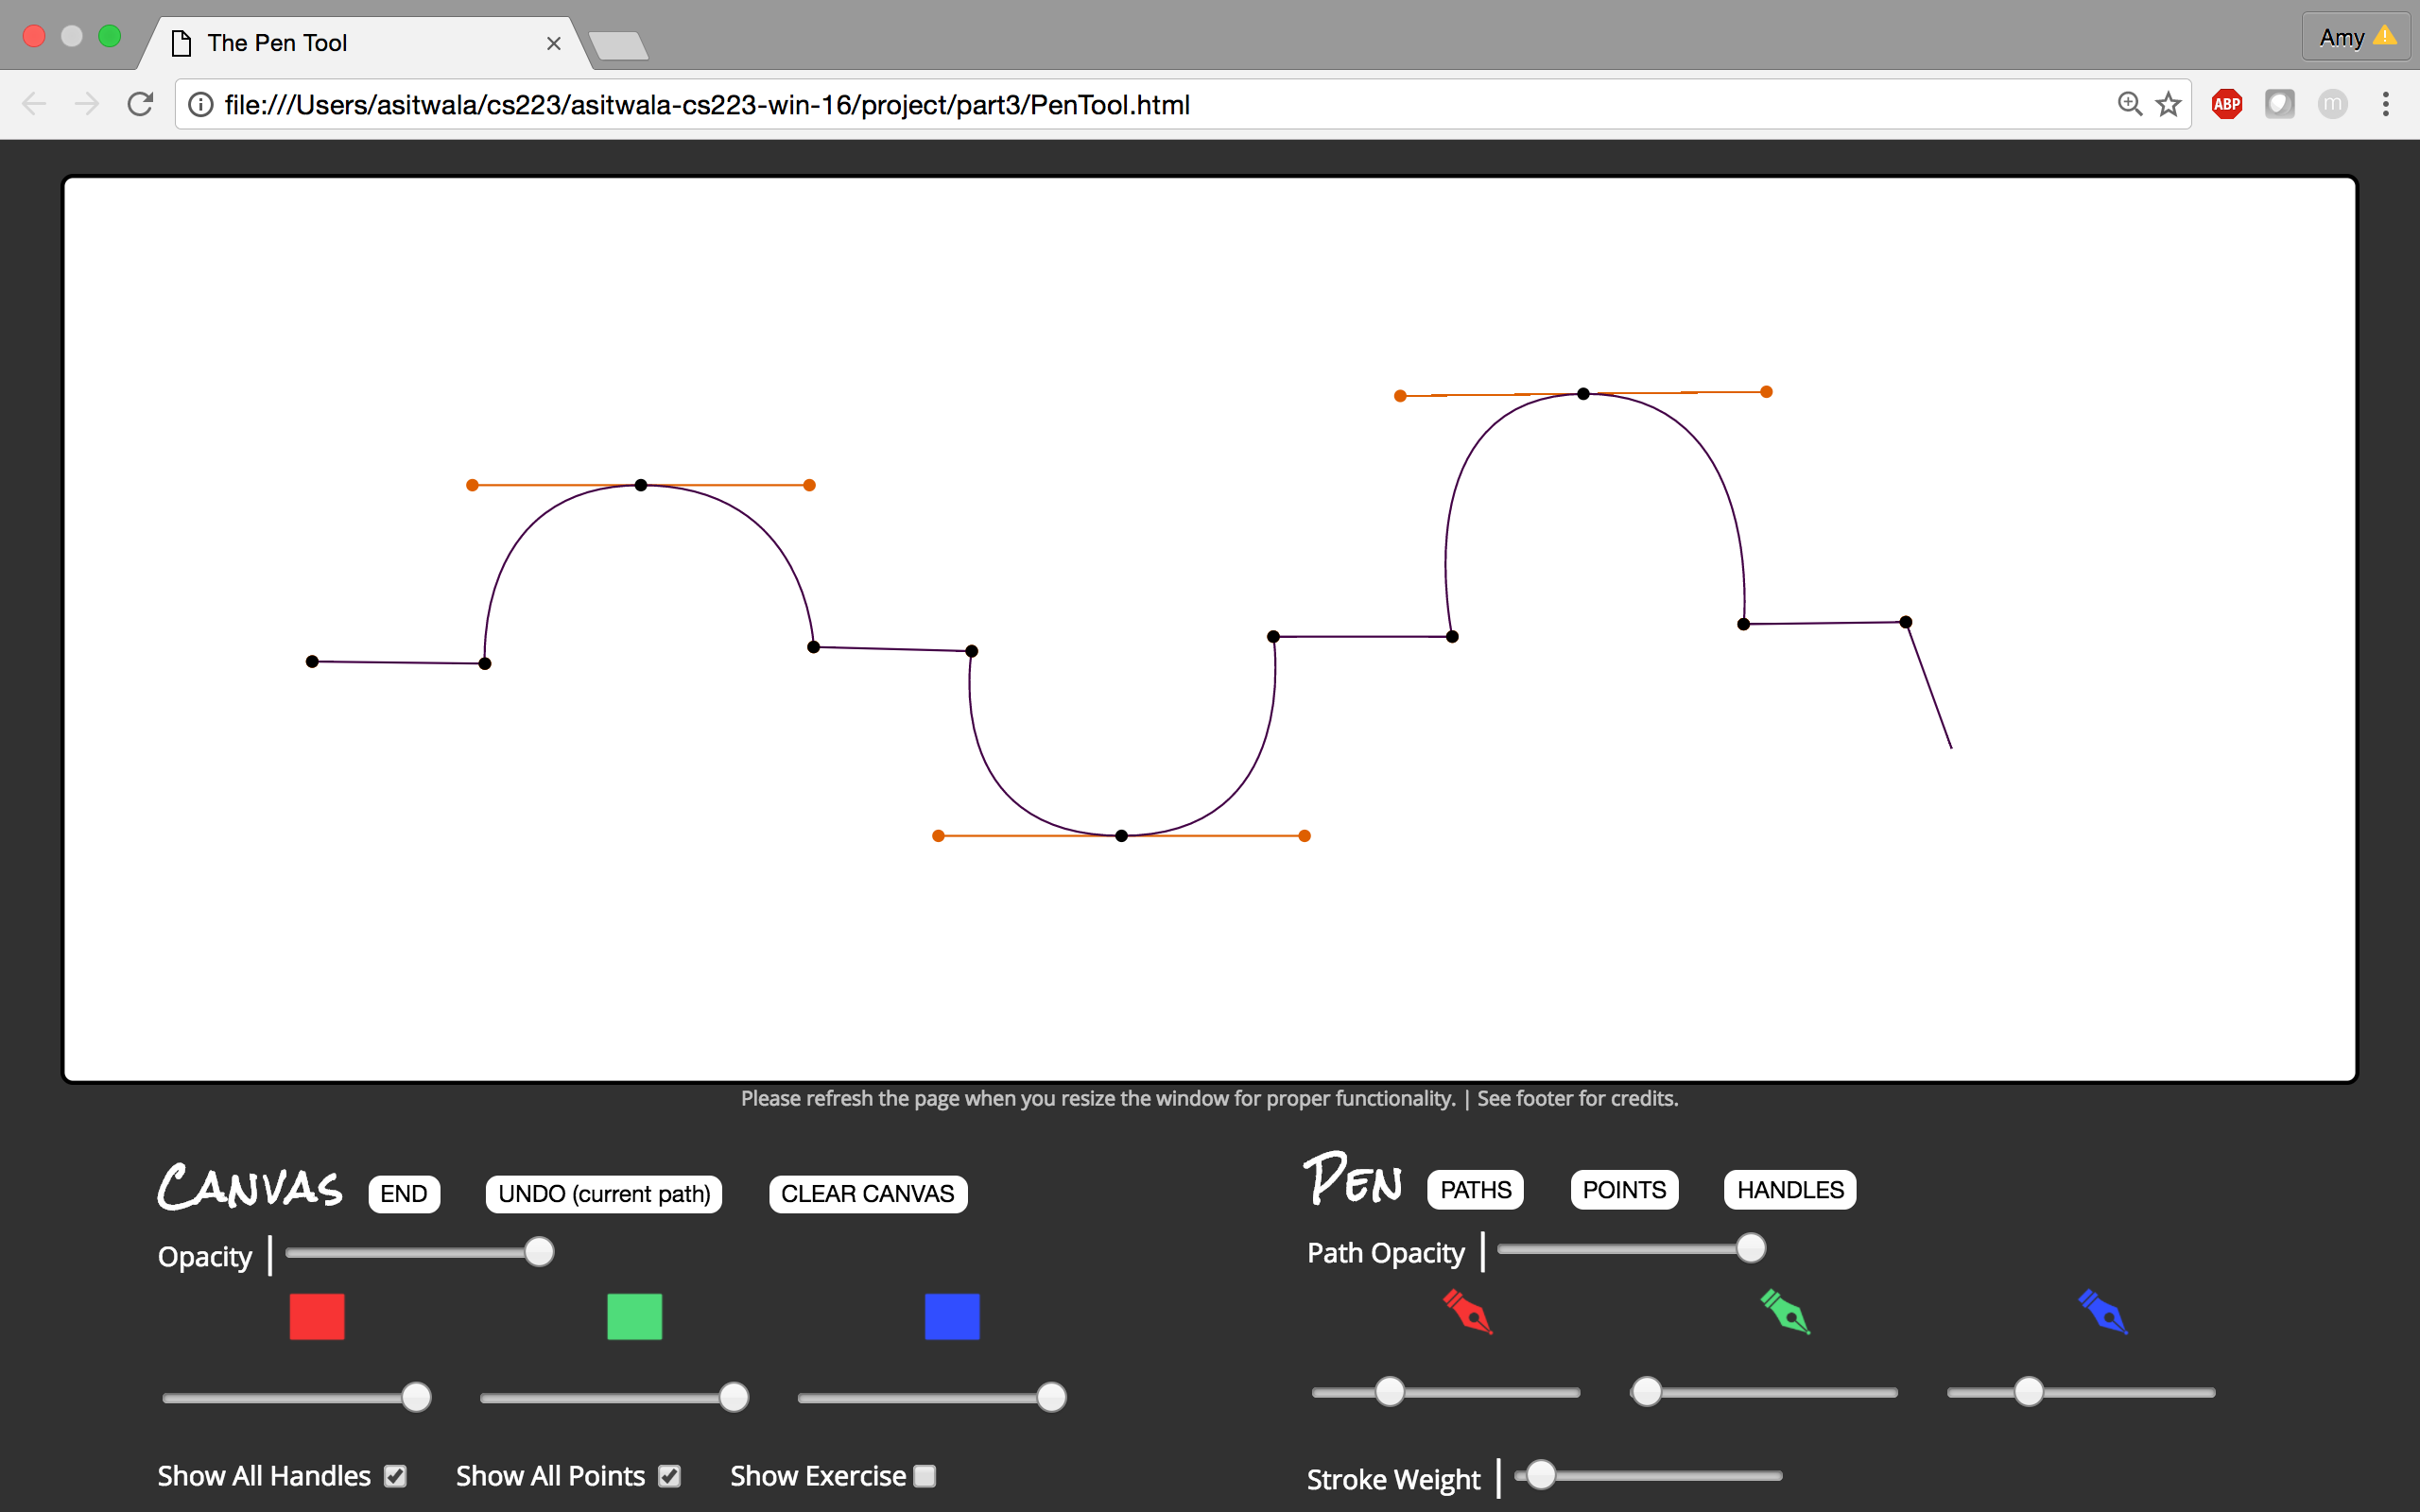 The Pen Tool
Amy
file:///Users/asitwala/cs223/asitwala-cs223-win-16/project/part3/PenTool.html
ABP
m
Please refresh the page when you resize the window for proper functionality. | See footer for credits.
CANVAS END UNDO (current path) CLEAR CANVAS
PEN PATHS POINTS HANDLES
Opacity
Path Opacity
Show All Handles Show All Points Show Exercise
Stroke Weight